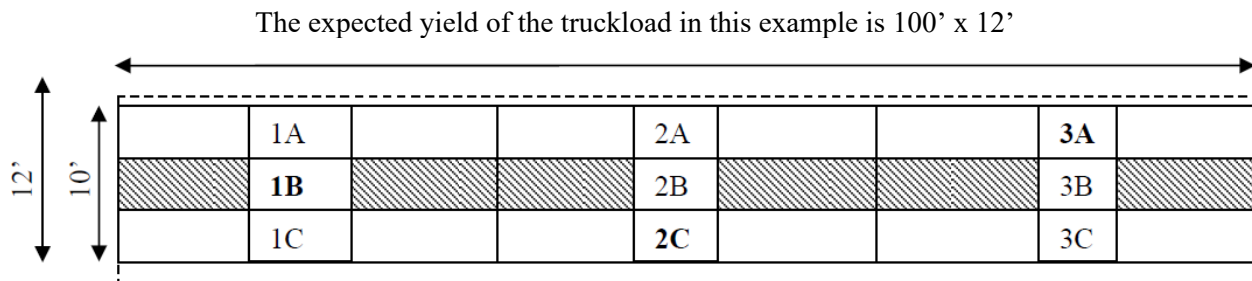 The expected yield of the truckload in this example is 100’ x 12’
12’
10’
1A 2A 3A
1B 2B 3B
1C 2C 3C